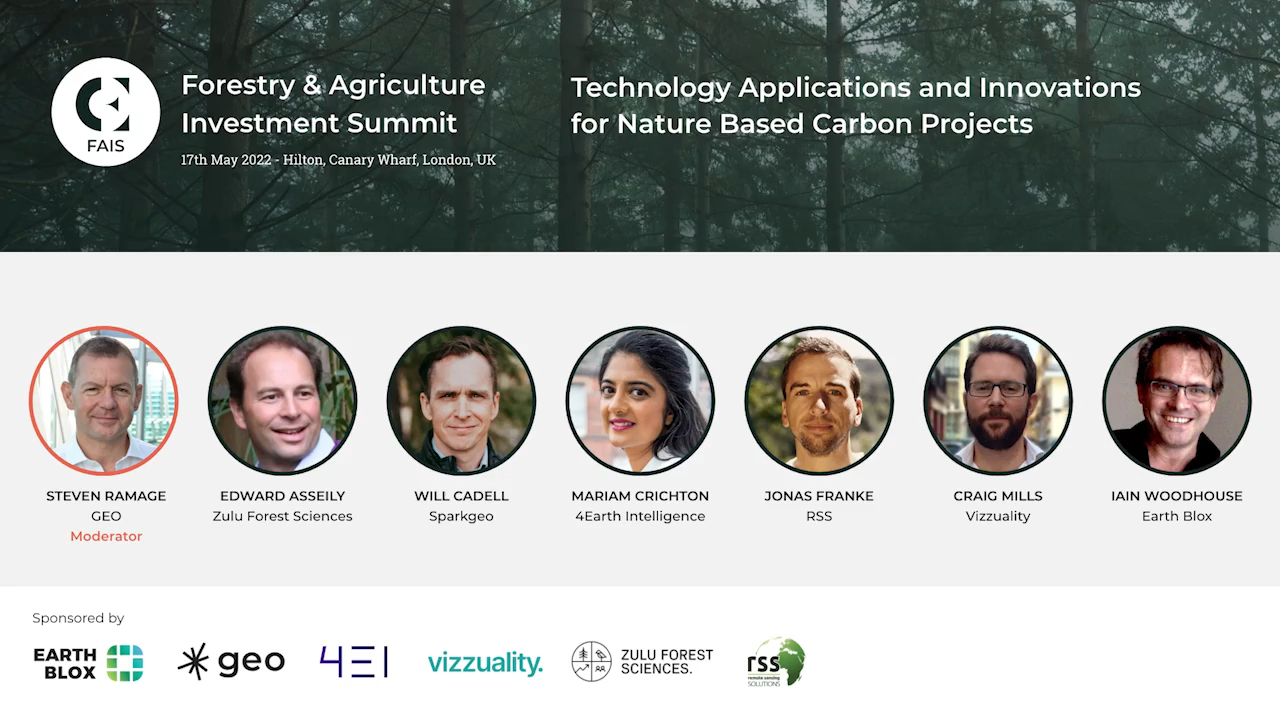 FAIS
Forestry & Agriculture
Investment Summit
17th May 2022 - Hilton, Canary Wharf, London, UK
Technology Applications and Innovations
for Nature Based Carbon Projects
STEVEN RAMAGE
GEO
Moderator
EDWARD ASSEILY
Zulu Forest Sciences
WILL CADELL
Sparkgeo
MARIAM CRICHTON
4Earth Intelligence
JONAS FRANKE
RSS
CRAIG MILLS
Vizzuality
IAIN WOODHOUSE
Earth Blox
Sponsored by
EARTH
BLOX
geo
4EI
vizzuality.
ZULU FOREST
SCIENCES.
rss
remote sensing
SOLUTIONS